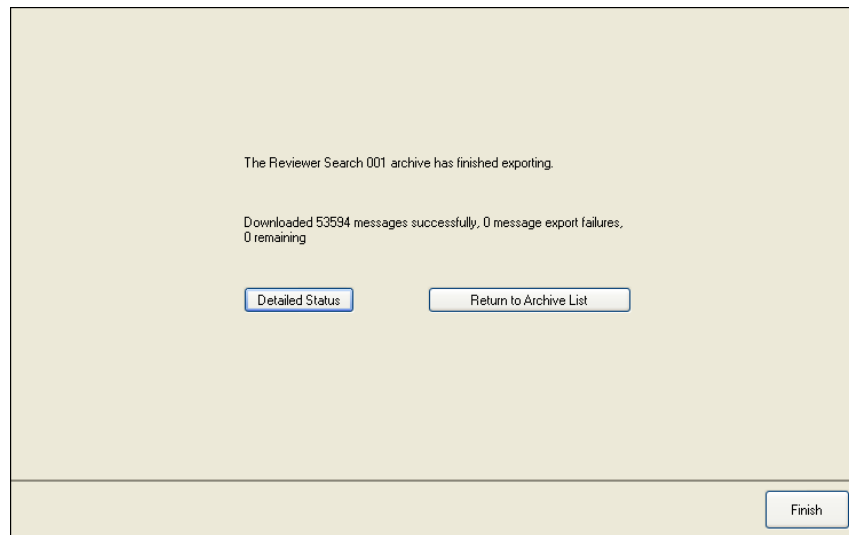 The Reviewer Search 001 archive has finished exporting.
Downloaded 53594 messages successfully, 0 message export failures,
0 remaining
Detailed Status
Return to Archive List
Finish